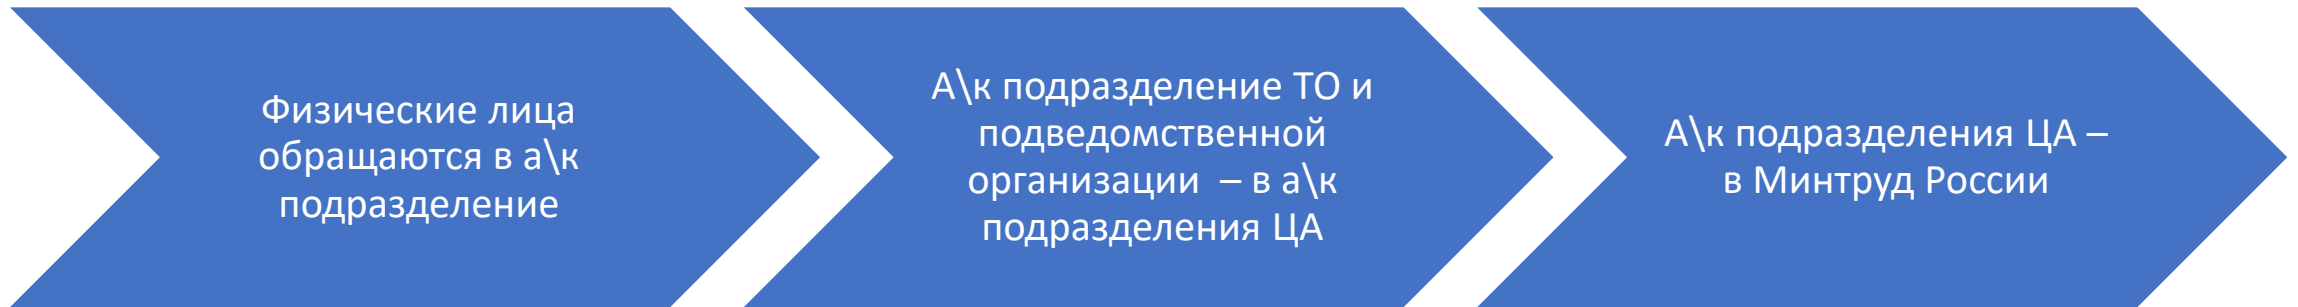 Физические лица
обращаются в а\к
подразделение
А\к подразделение ТО и
подведомственной
организации – в а\к
подразделения ЦА
А\к подразделения ЦА –
в Минтруд России